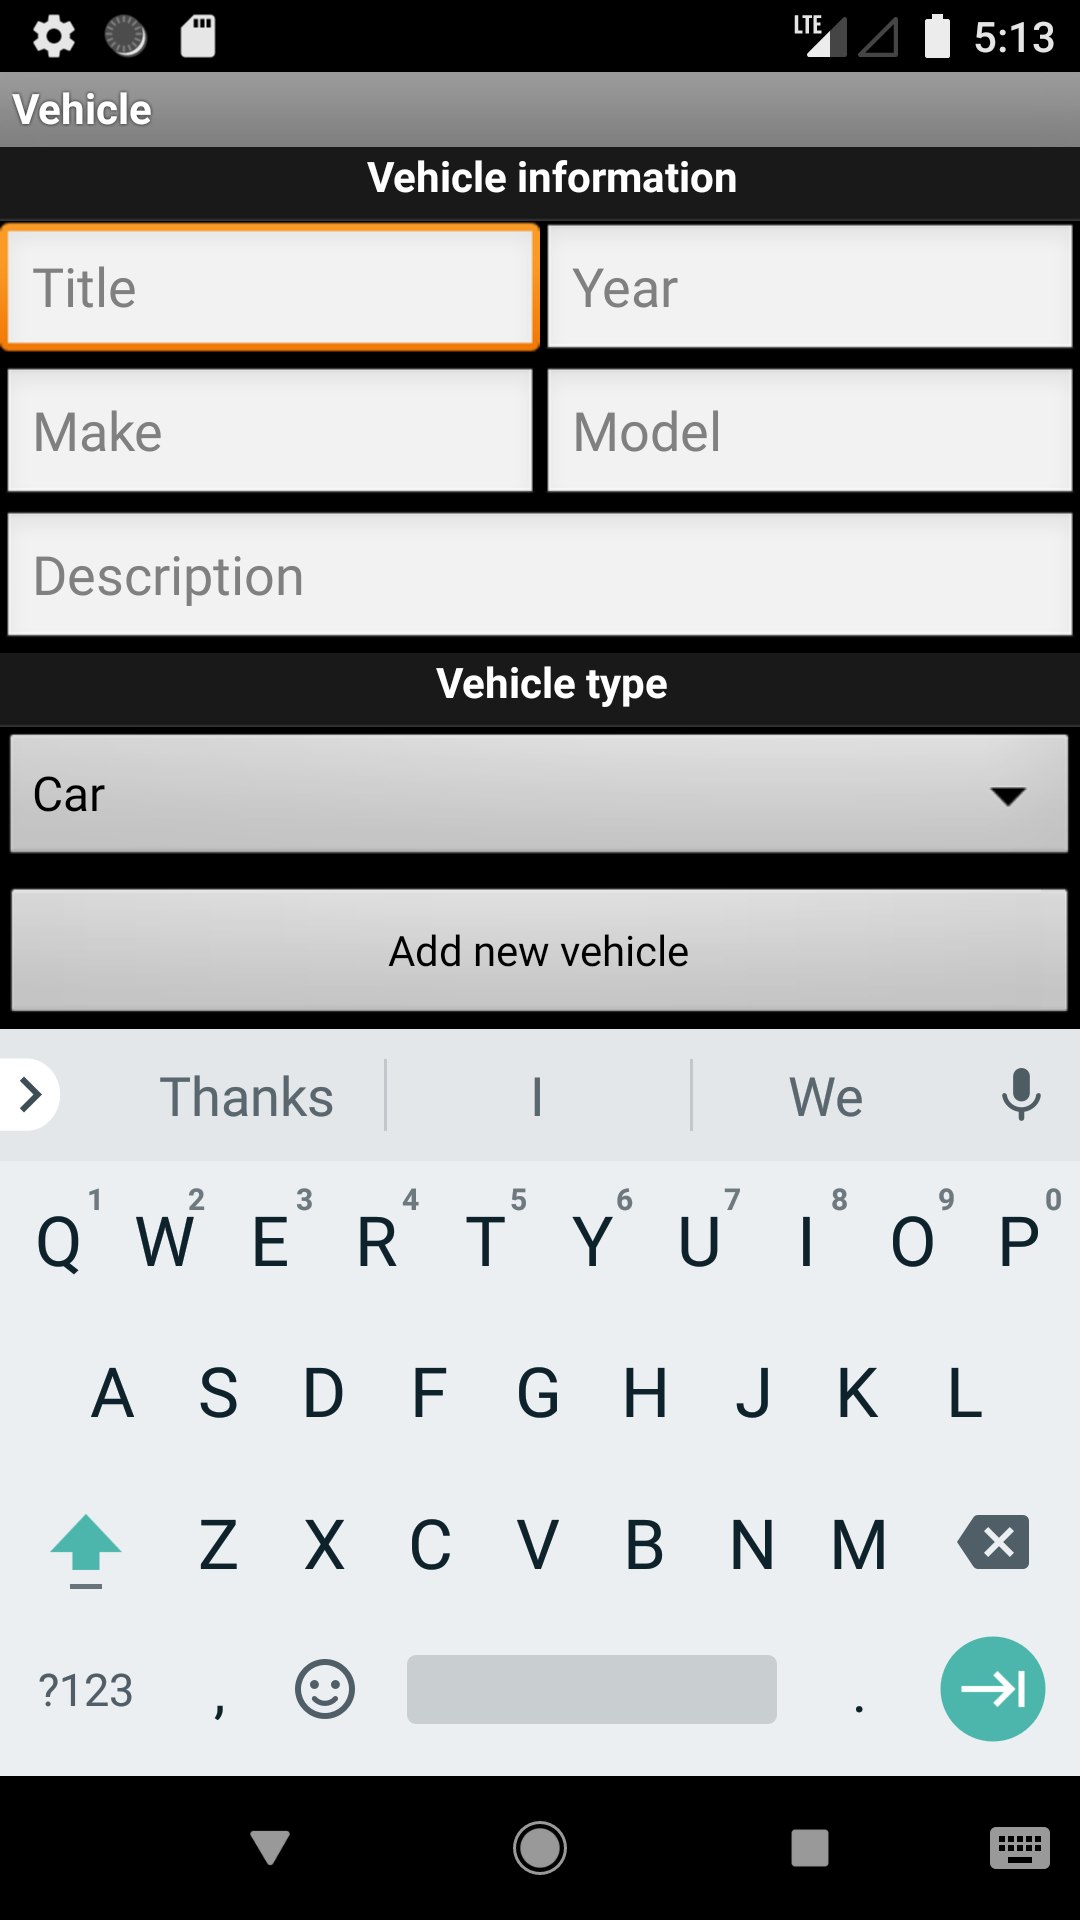 LTE 5:13
Vehicle
Vehicle information
Title Year
Make Model
Description
Vehicle type
Car
Add new vehicle
Thanks I We
1 2 3 4 5 6 7 8 9 0
Q W E R T Y U I O P
A S D F G H J K L
Z X C V B N M
?123 , .